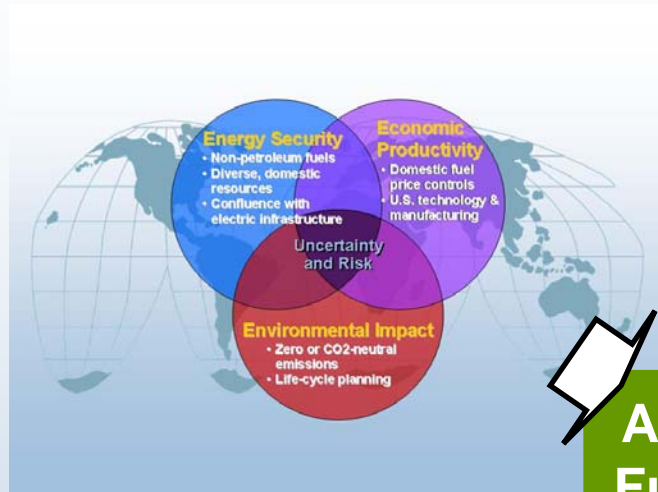 Energy Security
• Non-petroleum fuels
• Diverse, domestic
resources
• Confluence with
electric infrastructure
Economic
Productivity
• Domestic fuel
price controls
• U.S. technology &
manufacturing
Uncertainty
and Risk
Environmental Impact
• Zero or CO2-neutral
emissions
• Life-cycle planning